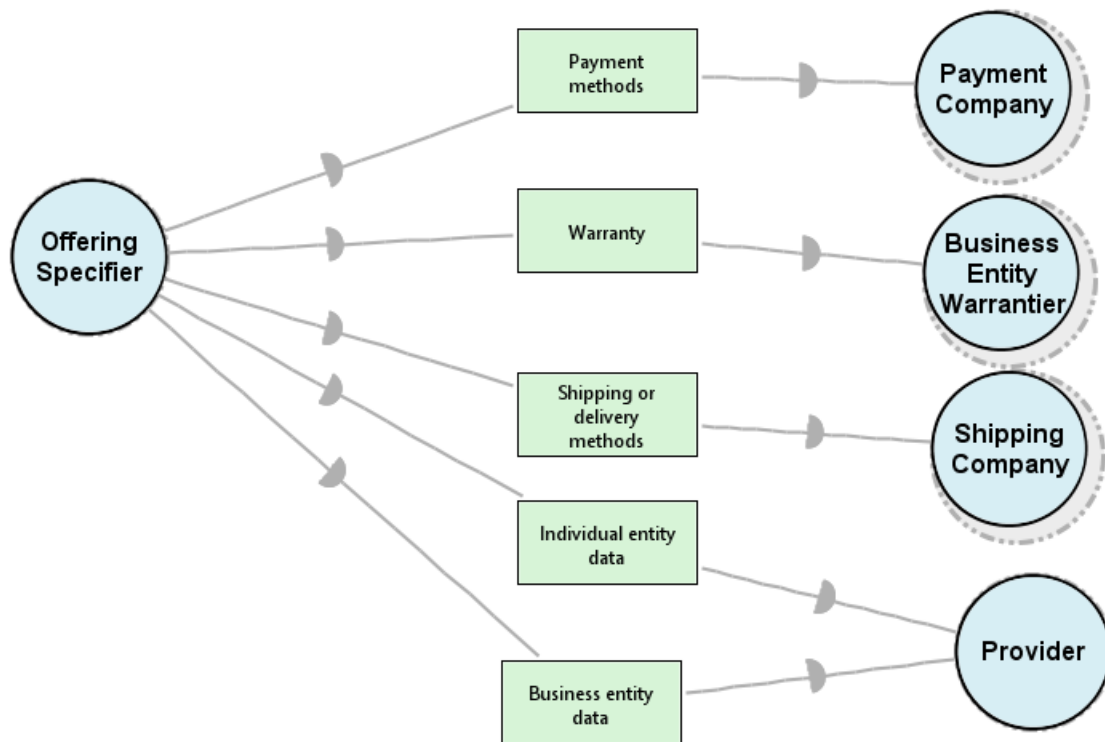 Payment
methods
Payment
Company
Offering
Specifier
Warranty
Business
Entity
Warrantier
Shipping or
delivery
methods
Shipping
Company
Individual entity
data
Provider
Business entity
data